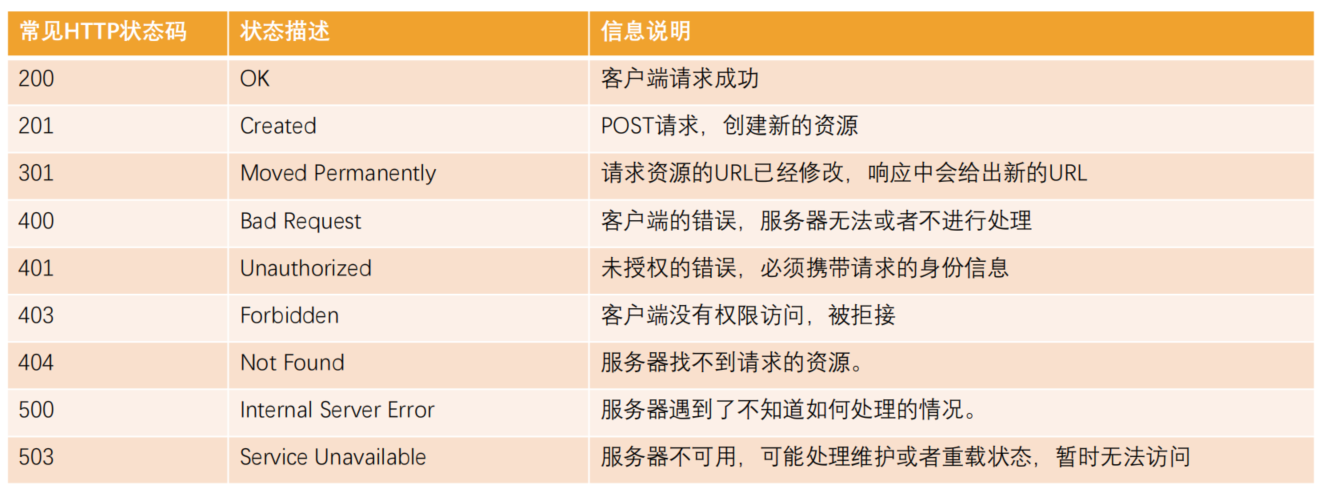 常见HTTP状态码 状态描述 信息说明
200 OK 客户端请求成功
201 Created POST请求，创建新的资源
301 Moved Permanently 请求资源的URL已经修改，响应中会给出新的URL
400 Bad Request 客户端的错误，服务器无法或者不进行处理
401 Unauthorized 未授权的错误，必须携带请求的身份信息
403 Forbidden 客户端没有权限访问，被拒接
404 Not Found 服务器找不到请求的资源。
500 Internal Server Error 服务器遇到了不知道如何处理的情况。
503 Service Unavailable 服务器不可用，可能处理维护或者重载状态，暂时无法访问